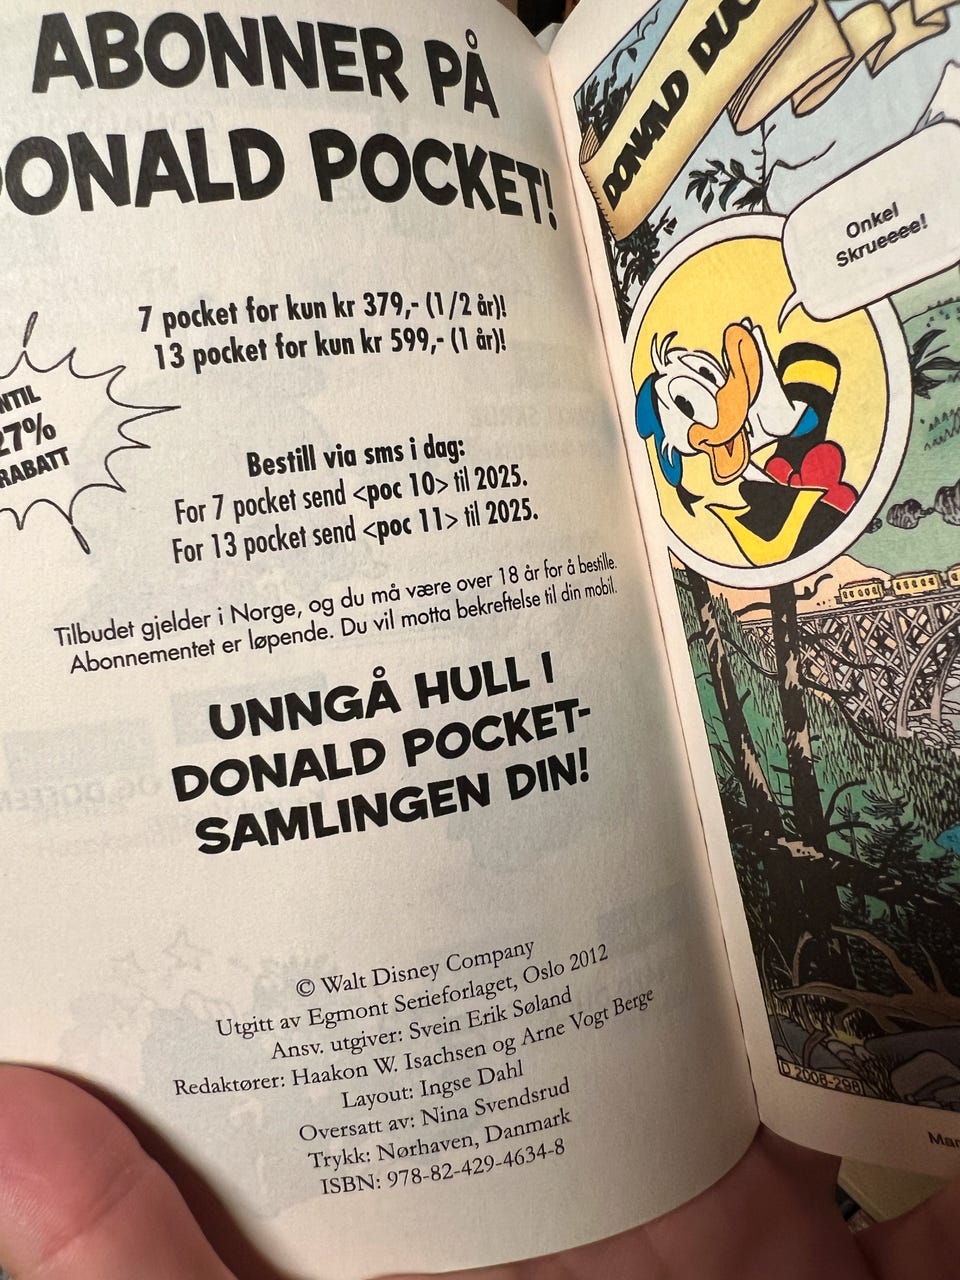 ABONNER PÅ
DONALD POCKET!
7 pocket for kun kr 379,- (1/2 år)!
13 pocket for kun kr 599,- (1 år)!
NTIL
27%
RABATT
Bestill via sms i dag:
For 7 pocket send <poc 10> til 2025.
For 13 pocket send <poc 11> til 2025.
Tilbudet gjelder i Norge, og du må være over 18 år for å bestille.
Abonnementet er løpende. Du vil motta bekreftelse til din mobil.
UNNGÅ HULL I
DONALD POCKET-
SAMLINGEN DIN!
© Walt Disney Company
Utgitt av Egmont Serieforlaget, Oslo 2012
Ansv. utgiver: Svein Erik Søland
Redaktører: Haakon W. Isachsen og Arne Vogt Berge
Layout: Ingse Dahl
Oversatt av: Nina Svendsrud
Trykk: Nørhaven, Danmark
ISBN: 978-82-429-4634-8
DONALD DUC
Onkel
Skrueeee!
D 2006-296
Mar